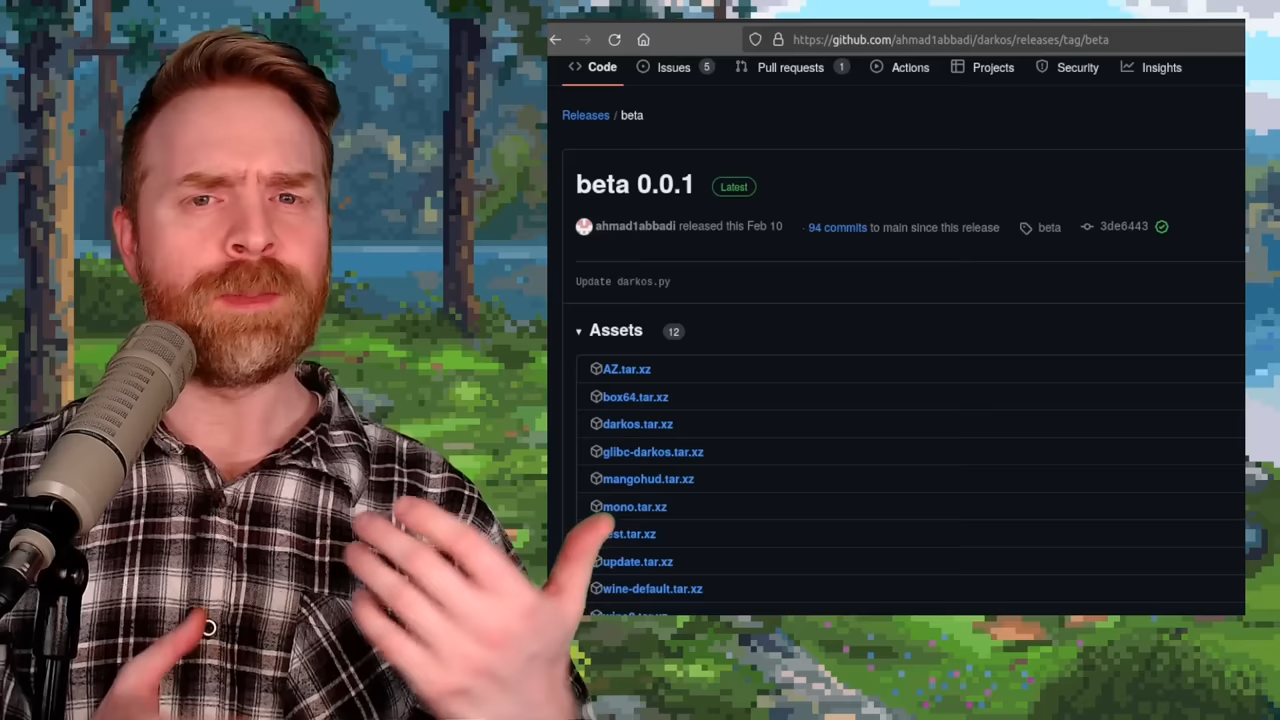 https://github.com/ahmad1abbadi/darkos/releases/tag/beta
Code Issues 5 Pull requests 1 Actions Projects Security Insights
Releases / beta
beta 0.0.1 Latest
ahmad1abbadi released this Feb 10 · 94 commits to main since this release beta 3de6443
Update darkos.py
Assets 12
AZ.tar.xz
box64.tar.xz
darkos.tar.xz
glibc-darkos.tar.xz
mangohud.tar.xz
mono.tar.xz
est.tar.xz
update.tar.xz
wine-default.tar.xz